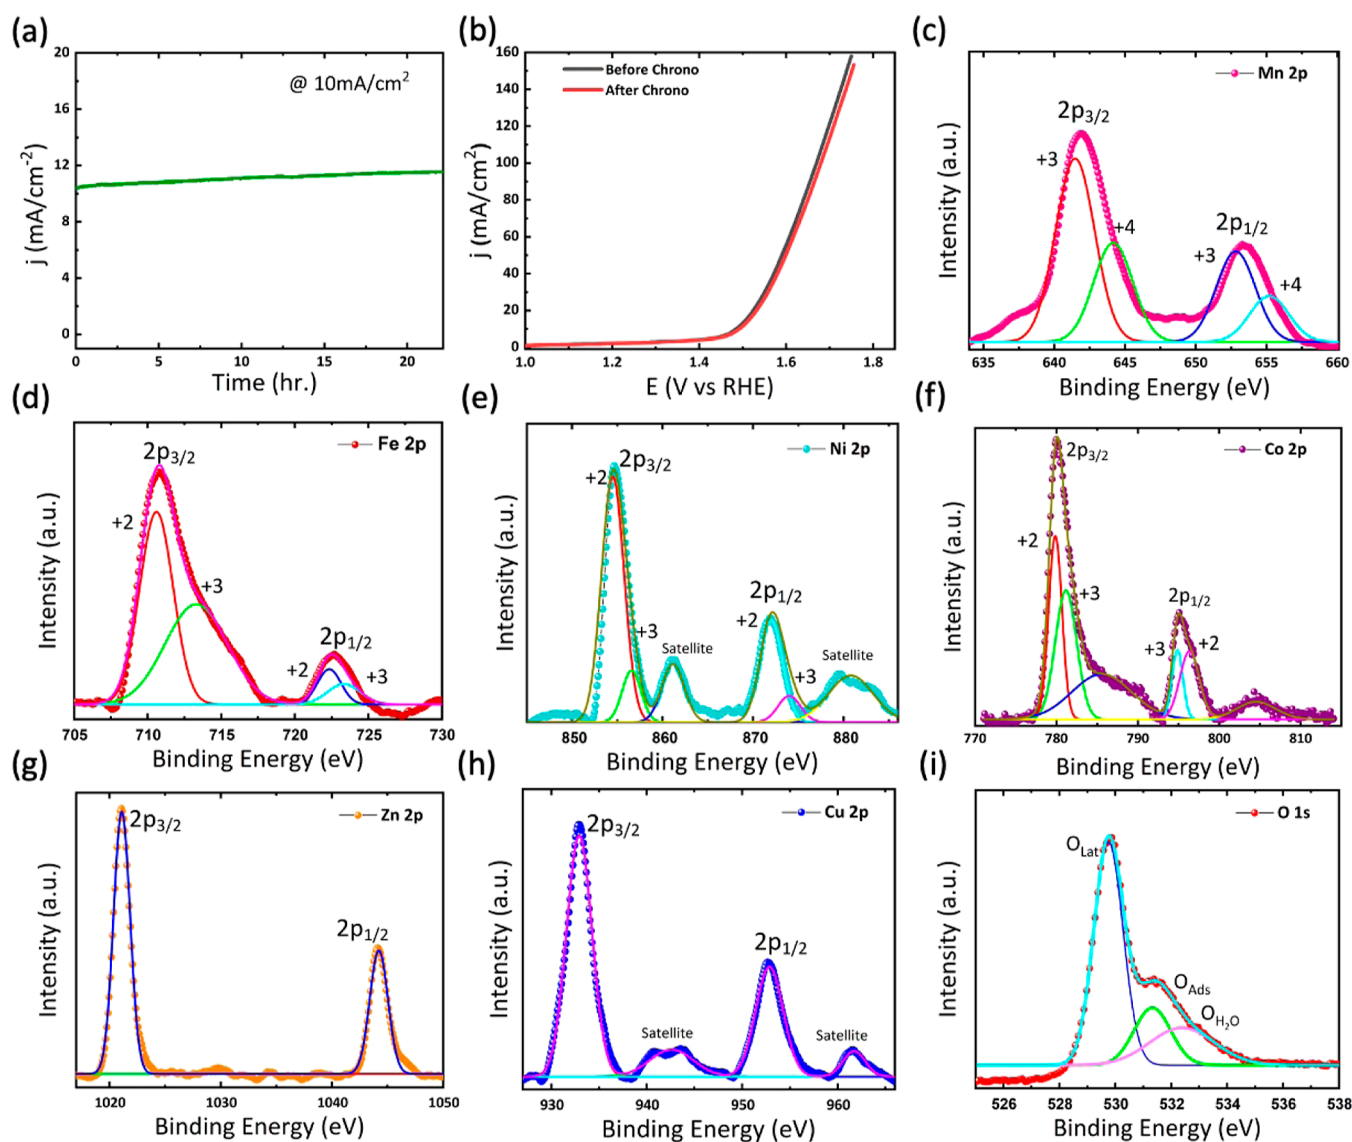 (a)
20
16
12
8
4
0
j (mA/cm⁻²)
@ 10mA/cm²
0 5 10 15 20
Time (hr.)
(b)
160
140
120
100
80
60
40
20
0
j (mA/cm²)
Before Chrono
After Chrono
1.0 1.2 1.4 1.6 1.8
E (V vs RHE)
(c)
Intensity (a.u.)
Mn 2p
2p₃/₂
+3
+4
2p₁/₂
+3
+4
635 640 645 650 655 660
Binding Energy (eV)
(d)
Intensity (a.u.)
Fe 2p
2p₃/₂
+2
+3
2p₁/₂
+2
+3
705 710 715 720 725 730
Binding Energy (eV)
(e)
Intensity (a.u.)
Ni 2p
+2
2p₃/₂
+3
Satellite
2p₁/₂
+2
+3
Satellite
850 860 870 880
Binding Energy (eV)
(f)
Intensity (a.u.)
Co 2p
2p₃/₂
+2
+3
2p₁/₂
+3
+2
770 780 790 800 810
Binding Energy (eV)
(g)
Intensity (a.u.)
Zn 2p
2p₃/₂
2p₁/₂
1020 1030 1040 1050
Binding Energy (eV)
(h)
Intensity (a.u.)
Cu 2p
2p₃/₂
Satellite
2p₁/₂
Satellite
930 940 950 960
Binding Energy (eV)
(i)
Intensity (a.u.)
O 1s
O_Lat
O_Ads
O_H₂O
526 528 530 532 534 536 538
Binding Energy (eV)